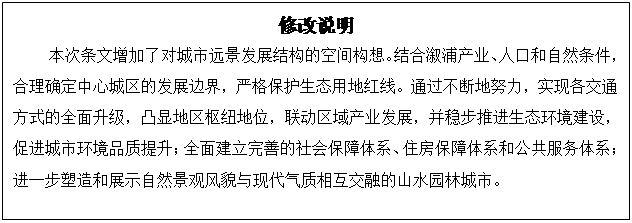 修改说明
本次条文增加了对城市远景发展结构的空间构想。结合溆浦产业、人口和自然条件，
合理确定中心城区的发展边界，严格保护生态用地红线。通过不断地努力，实现各交通
方式的全面升级，凸显地区枢纽地位，联动区域产业发展，并稳步推进生态环境建设，
促进城市环境品质提升；全面建立完善的社会保障体系、住房保障体系和公共服务体系；
进一步塑造和展示自然景观风貌与现代气质相互交融的山水园林城市。